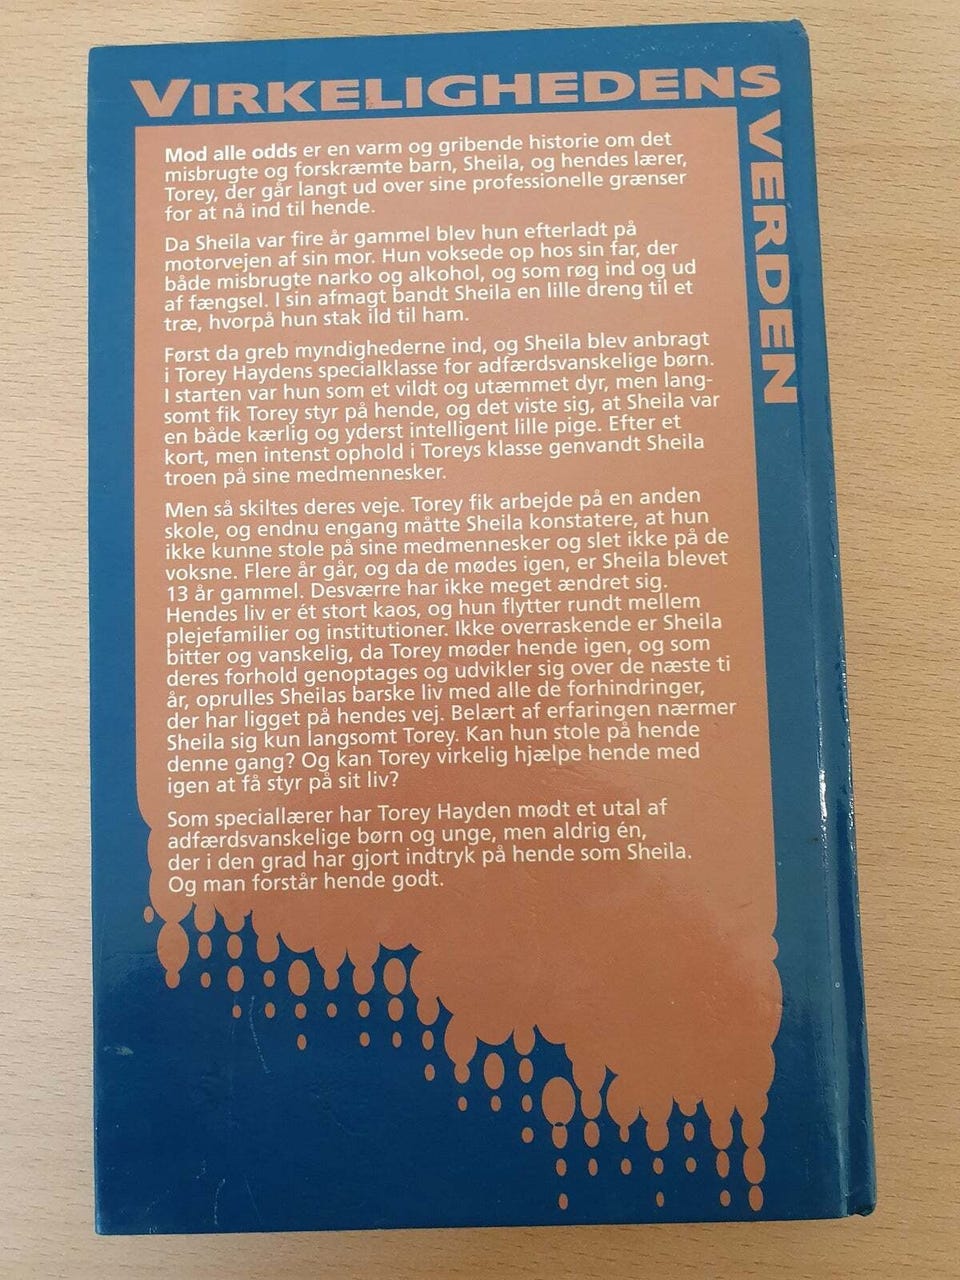 VIRKELIGHEDENS
VERDEN
Mod alle odds er en varm og gribende historie om det
misbrugte og forskræmte barn, Sheila, og hendes lærer,
Torey, der går langt ud over sine professionelle grænser
for at nå ind til hende.
Da Sheila var fire år gammel blev hun efterladt på
motorvejen af sin mor. Hun voksede op hos sin far, der
både misbrugte narko og alkohol, og som røg ind og ud
af fængsel. I sin afmagt bandt Sheila en lille dreng til et
træ, hvorpå hun stak ild til ham.
Først da greb myndighederne ind, og Sheila blev anbragt
i Torey Haydens specialklasse for adfærdsvanskelige børn.
I starten var hun som et vildt og utæmmet dyr, men lang-
somt fik Torey styr på hende, og det viste sig, at Sheila var
en både kærlig og yderst intelligent lille pige. Efter et
kort, men intenst ophold i Toreys klasse genvandt Sheila
troen på sine medmennesker.
Men så skiltes deres veje. Torey fik arbejde på en anden
skole, og endnu engang måtte Sheila konstatere, at hun
ikke kunne stole på sine medmennesker og slet ikke på de
voksne. Flere år går, og da de mødes igen, er Sheila blevet
13 år gammel. Desværre har ikke meget ændret sig.
Hendes liv er ét stort kaos, og hun flytter rundt mellem
plejefamilier og institutioner. Ikke overraskende er Sheila
bitter og vanskelig, da Torey møder hende igen, og som
deres forhold genoptages og udvikler sig over de næste ti
år, oprulles Sheilas barske liv med alle de forhindringer,
der har ligget på hendes vej. Belært af erfaringen nærmer
Sheila sig kun langsomt Torey. Kan hun stole på hende
denne gang? Og kan Torey virkelig hjælpe hende med
igen at få styr på sit liv?
Som speciallærer har Torey Hayden mødt et utal af
adfærdsvanskelige børn og unge, men aldrig én,
der i den grad har gjort indtryk på hende som Sheila.
Og man forstår hende godt.